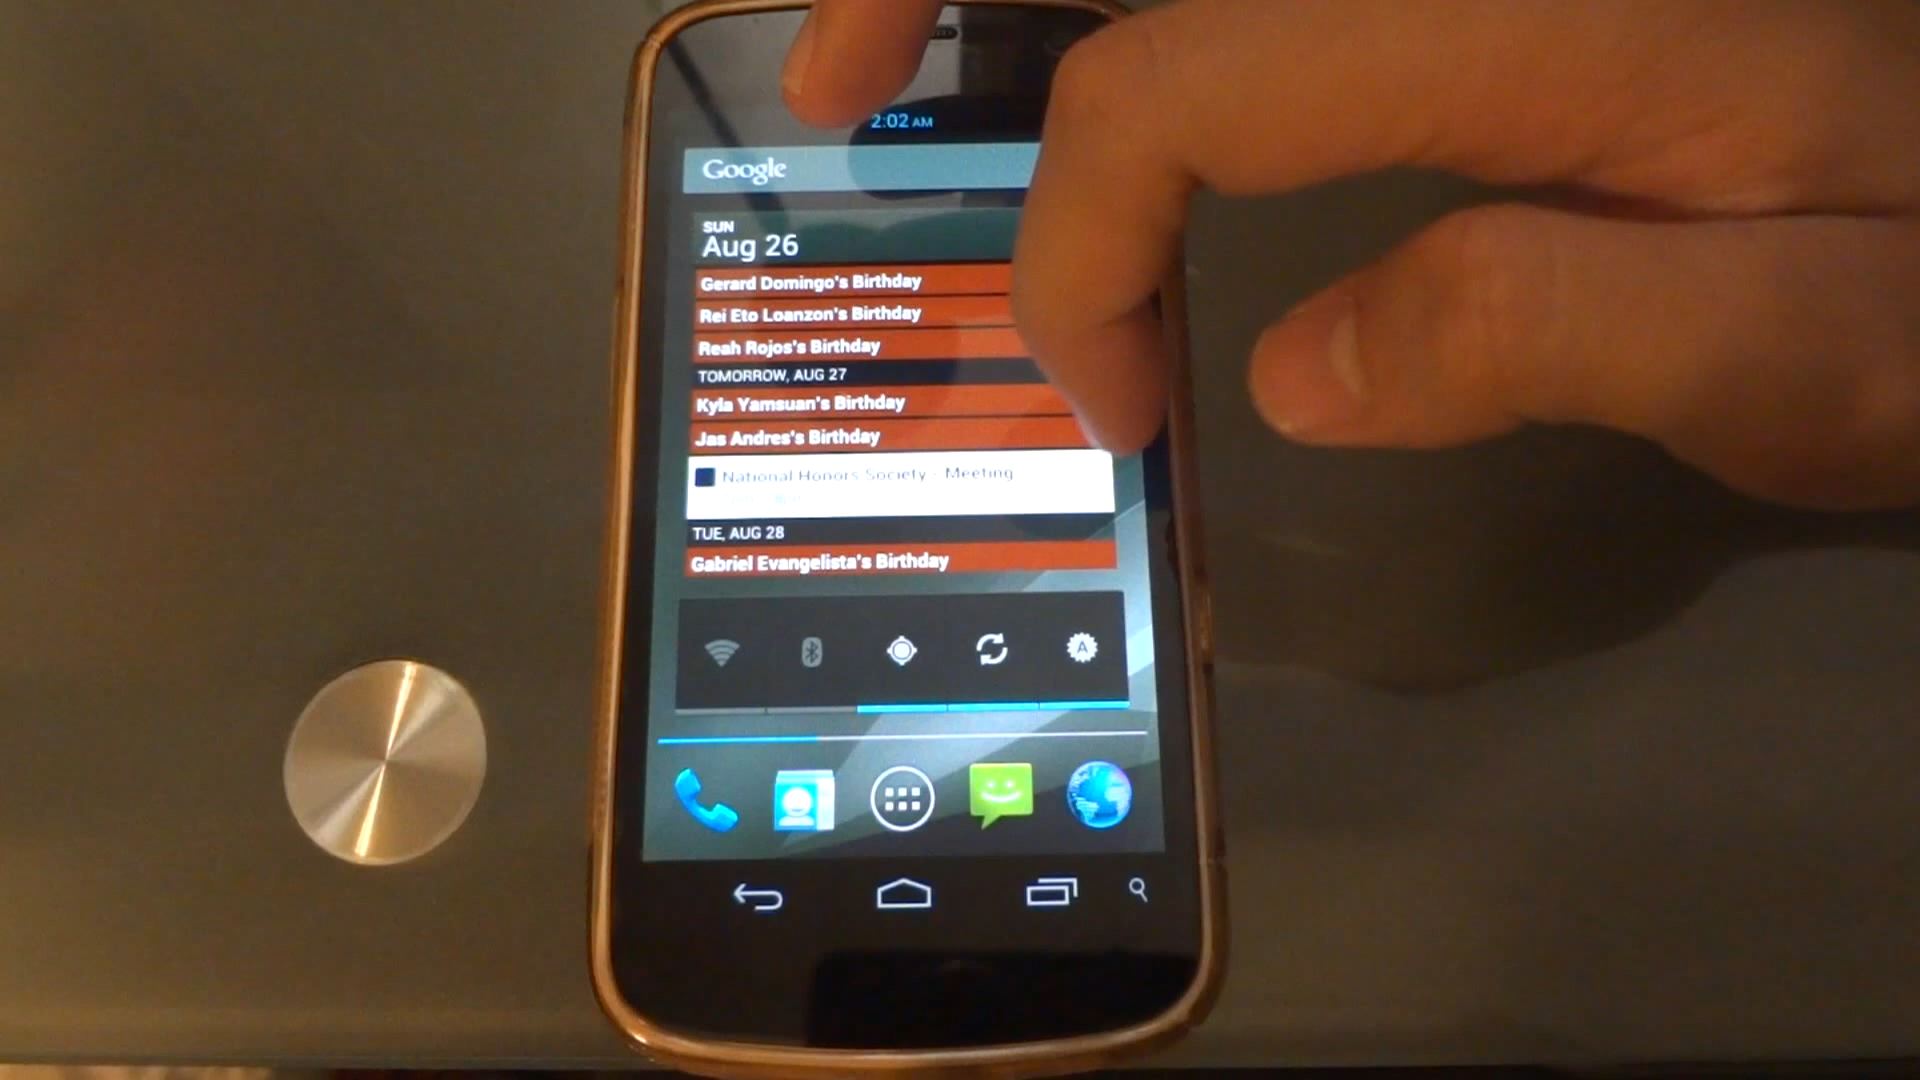 2:02 AM
Google
SUN
Aug 26
Gerard Domingo's Birthday
Rei Eto Loanzon's Birthday
Reah Rojos's Birthday
TOMORROW, AUG 27
Kyla Yamsuan's Birthday
Jas Andres's Birthday
National Honors Society - Meeting
TUE, AUG 28
Gabriel Evangelista's Birthday
A